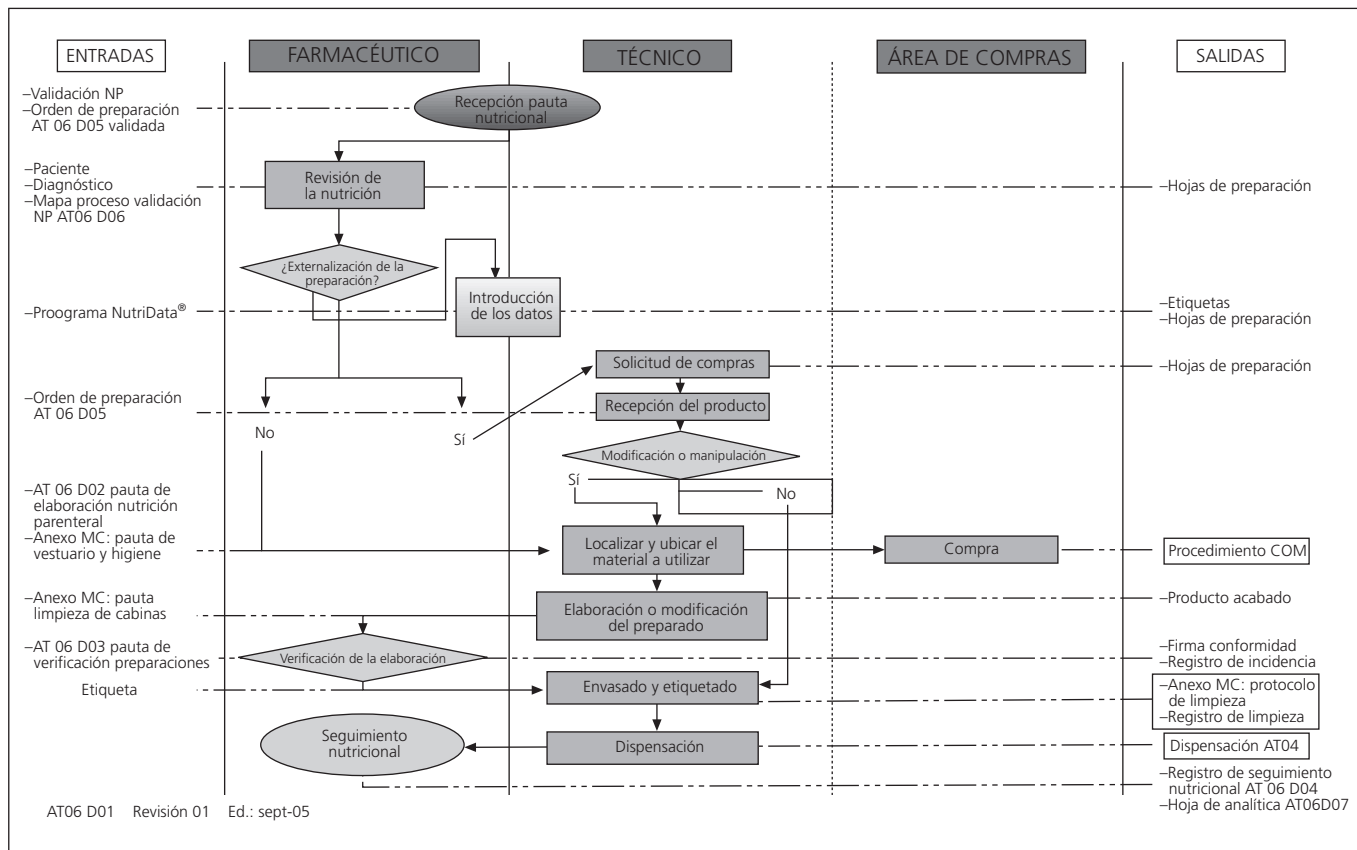 ENTRADAS
FARMACÉUTICO
TÉCNICO
ÁREA DE COMPRAS
SALIDAS
–Validación NP
–Orden de preparación
AT 06 D05 validada
Recepción pauta
nutricional
–Paciente
–Diagnóstico
–Mapa proceso validación
NP AT06 D06
Revisión de
la nutrición
–Hojas de preparación
¿Externalización de la
preparación?
–Proograma NutriData®
Introducción
de los datos
–Etiquetas
–Hojas de preparación
Solicitud de compras
–Hojas de preparación
–Orden de preparación
AT 06 D05
Recepción del producto
No
Sí
Modificación o manipulación
Sí
No
–AT 06 D02 pauta de
elaboración nutrición
parenteral
–Anexo MC: pauta de
vestuario y higiene
Localizar y ubicar el
material a utilizar
Compra
Procedimiento COM
–Anexo MC: pauta
limpieza de cabinas
Elaboración o modificación
del preparado
–Producto acabado
–AT 06 D03 pauta de
verificación preparaciones
Verificación de la elaboración
–Firma conformidad
–Registro de incidencia
Etiqueta
Envasado y etiquetado
–Anexo MC: protocolo
de limpieza
–Registro de limpieza
Seguimiento
nutricional
Dispensación
Dispensación AT04
–Registro de seguimiento
nutricional AT 06 D04
–Hoja de analítica AT06D07
AT06 D01 Revisión 01 Ed.: sept-05